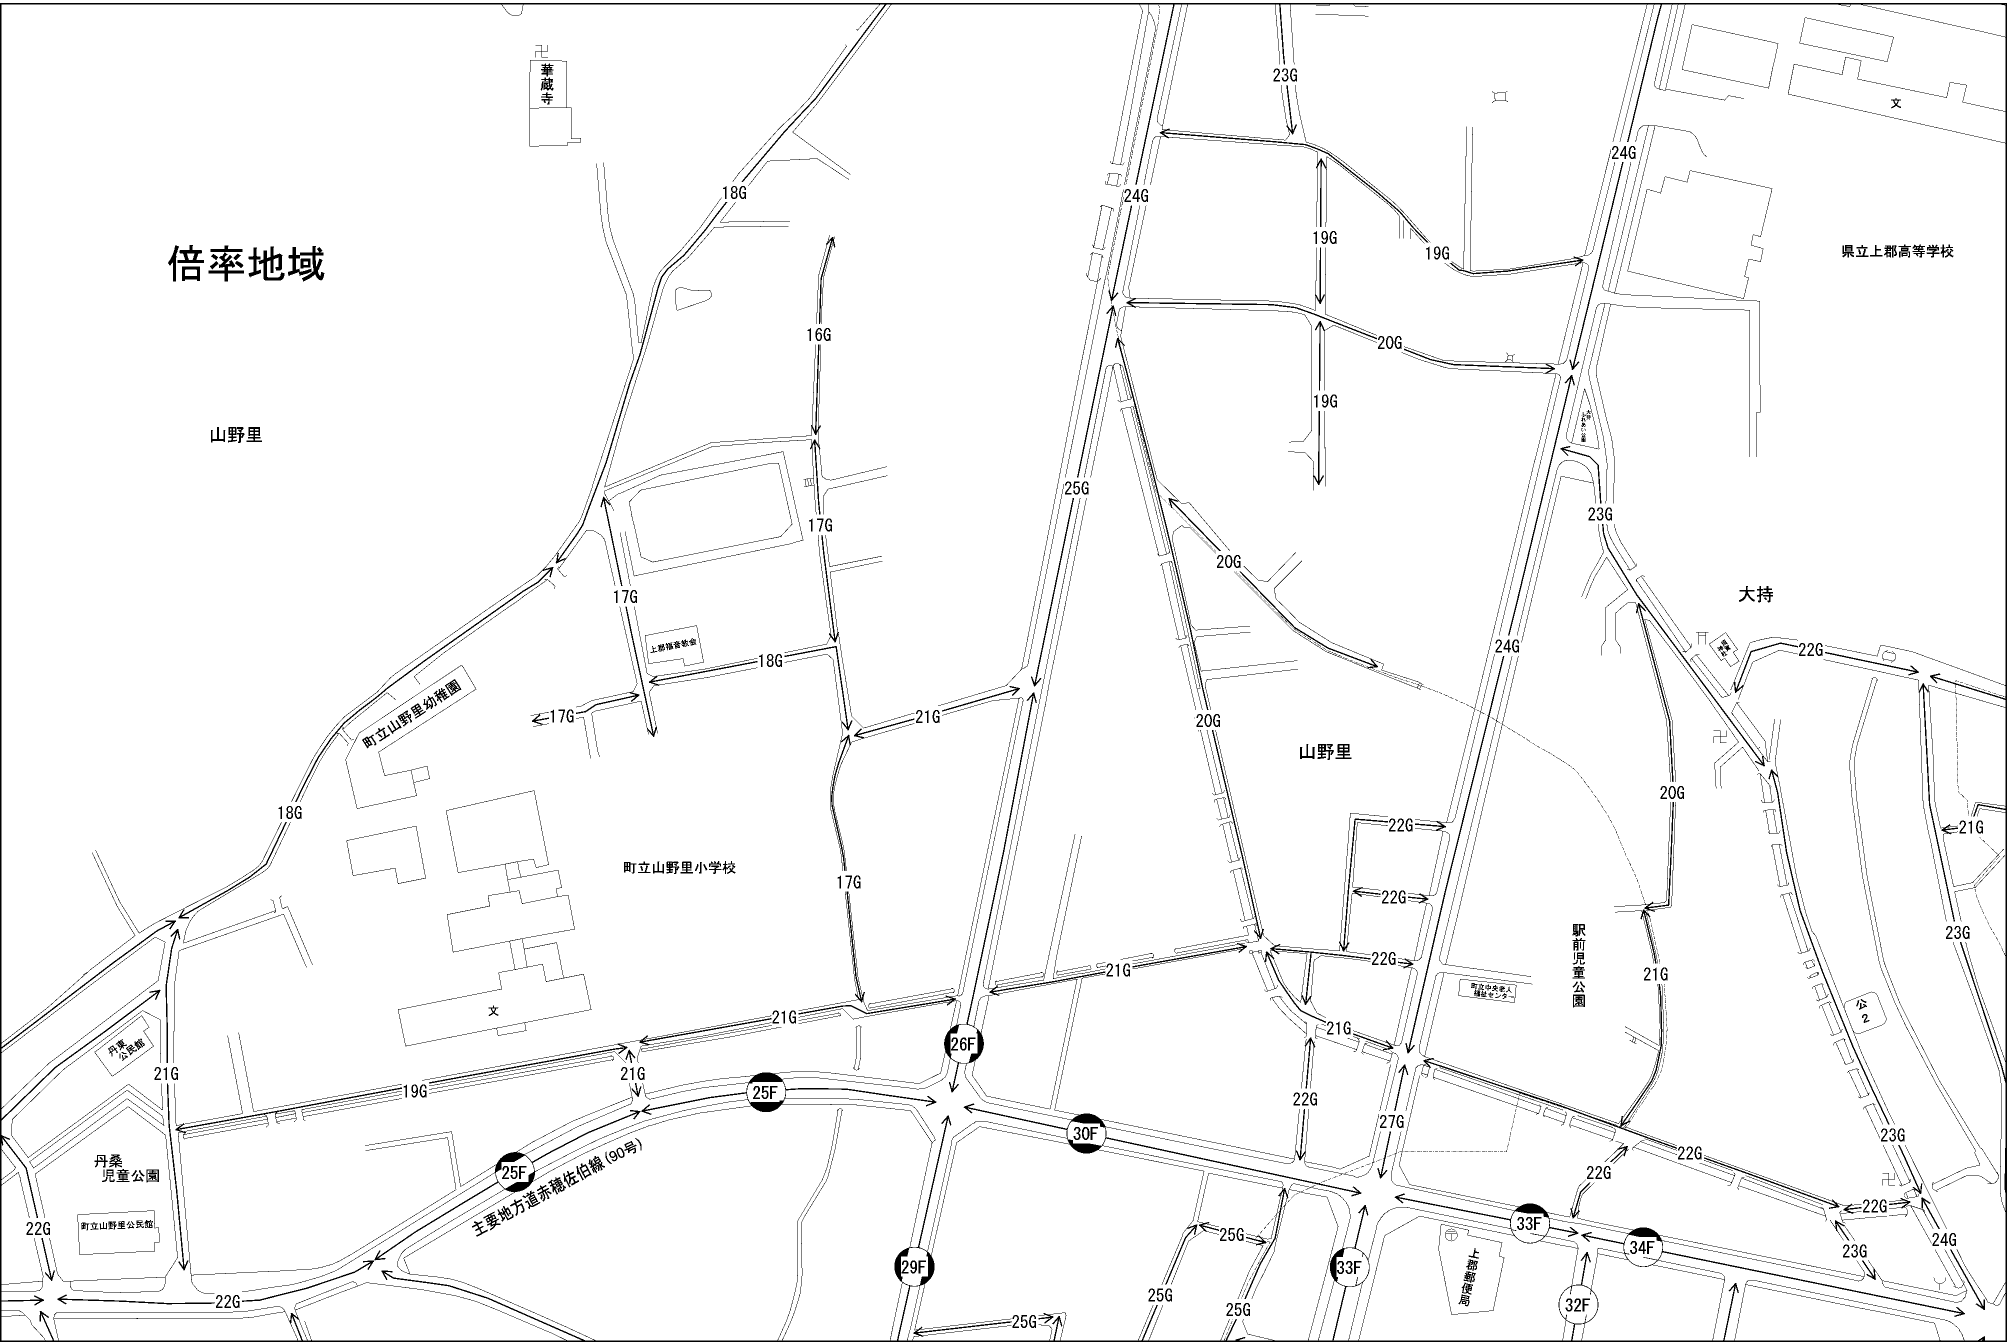 華蔵寺
23G
文
18G
24G
24G
倍率地域
19G
19G
県立上郡高等学校
16G
20G
19G
山野里
大持
ふれあい公園
25G
23G
17G
20G
17G
大持
上郡福音教会
18G
24G
22G
町立山野里幼稚園
17G
21G
20G
山野里
20G
18G
22G
21G
町立山野里小学校
17G
22G
23G
駅前児童公園
22G
21G
21G
町立中央老人
福祉センター
文
21G
21G
公2
26F
丹東
公民館
21G
21G
19G
25F
22G
27G
30F
23G
22G
丹桑
児童公園
25F
主要地方道赤穂佐伯線(90号)
22G
22G
町立山野里公民館
22G
25G
33F
24G
34F
23G
29F
33F
上郡郵便局
22G
25G
25G
32F
25G